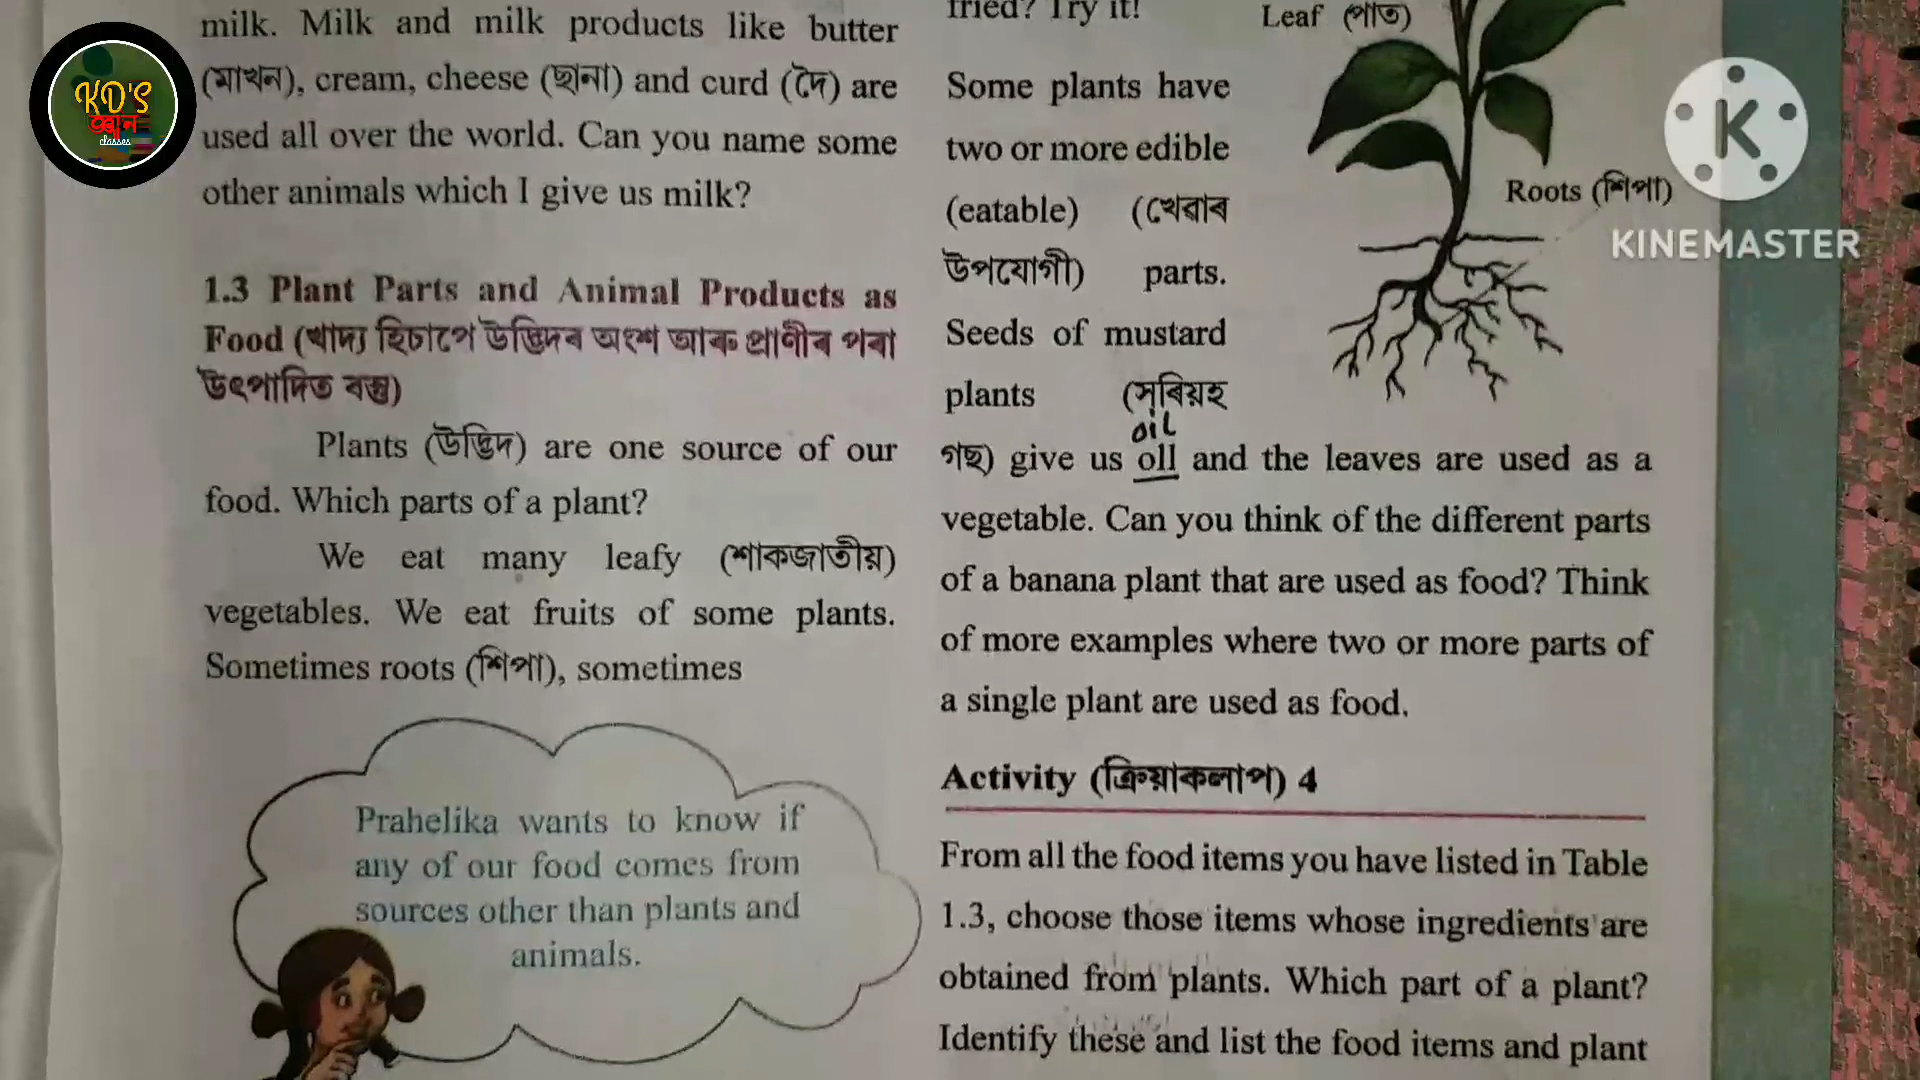 KD'S
জ্ঞান
classes
milk. Milk and milk products like butter
(মাখন), cream, cheese (ছানা) and curd (দৈ) are
used all over the world. Can you name some
other animals which I give us milk?
1.3 Plant Parts and Animal Products as
Food (খাদ্য হিচাপে উদ্ভিদৰ অংশ আৰু প্ৰাণীৰ পৰা
উৎপাদিত বস্তু)
Plants (উদ্ভিদ) are one source of our
food. Which parts of a plant?
We eat many leafy (শাকজাতীয়)
vegetables. We eat fruits of some plants.
Sometimes roots (শিপা), sometimes
Prahelika wants to know if
any of our food comes from
sources other than plants and
animals.
fried? Try it!
Some plants have
two or more edible
(eatable) (খোৱাৰ
উপযোগী) parts.
Seeds of mustard
plants (সৰিয়হ
oil
গছ) give us oll and the leaves are used as a
vegetable. Can you think of the different parts
of a banana plant that are used as food? Think
of more examples where two or more parts of
a single plant are used as food.
Activity (ক্ৰিয়াকলাপ) 4
From all the food items you have listed in Table
1.3, choose those items whose ingredients are
obtained from plants. Which part of a plant?
Identify these and list the food items and plant
Leaf (পাত)
Roots (শিপা)
K
KINEMASTER